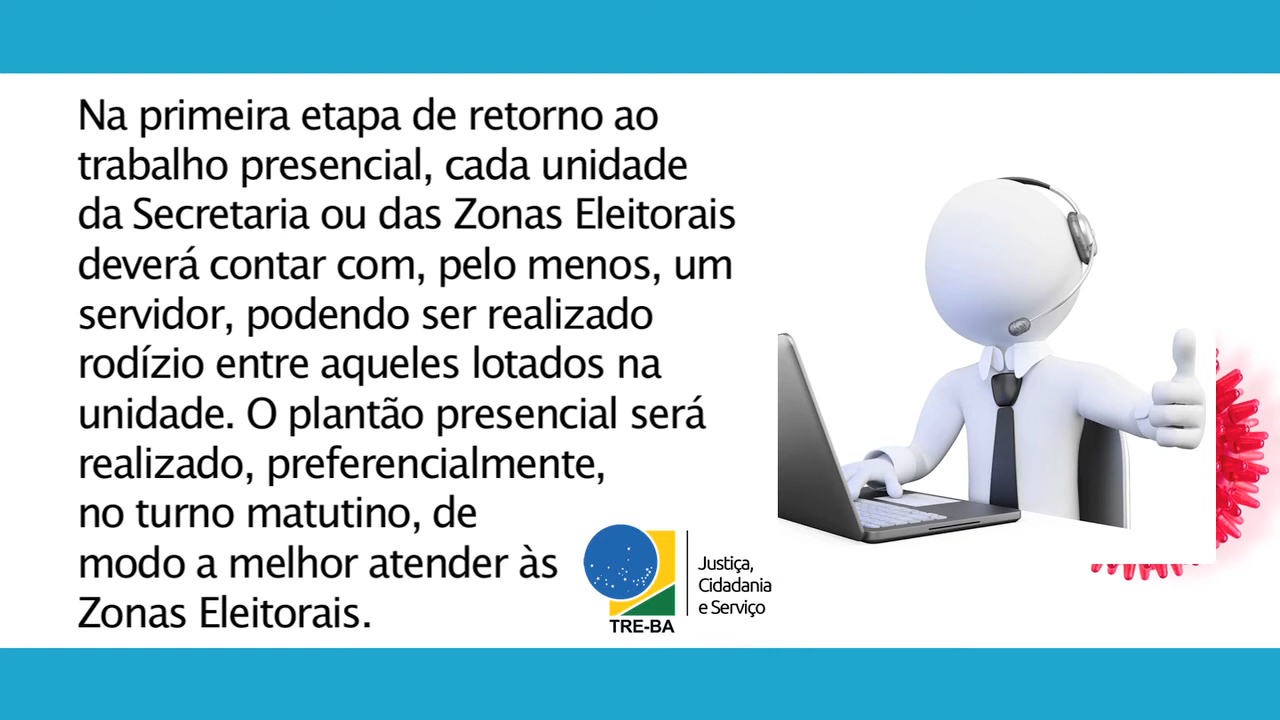 Na primeira etapa de retorno ao
trabalho presencial, cada unidade
da Secretaria ou das Zonas Eleitorais
deverá contar com, pelo menos, um
servidor, podendo ser realizado
rodízio entre aqueles lotados na
unidade. O plantão presencial será
realizado, preferencialmente,
no turno matutino, de
modo a melhor atender às
Zonas Eleitorais.
TRE-BA
Justiça,
Cidadania
e Serviço